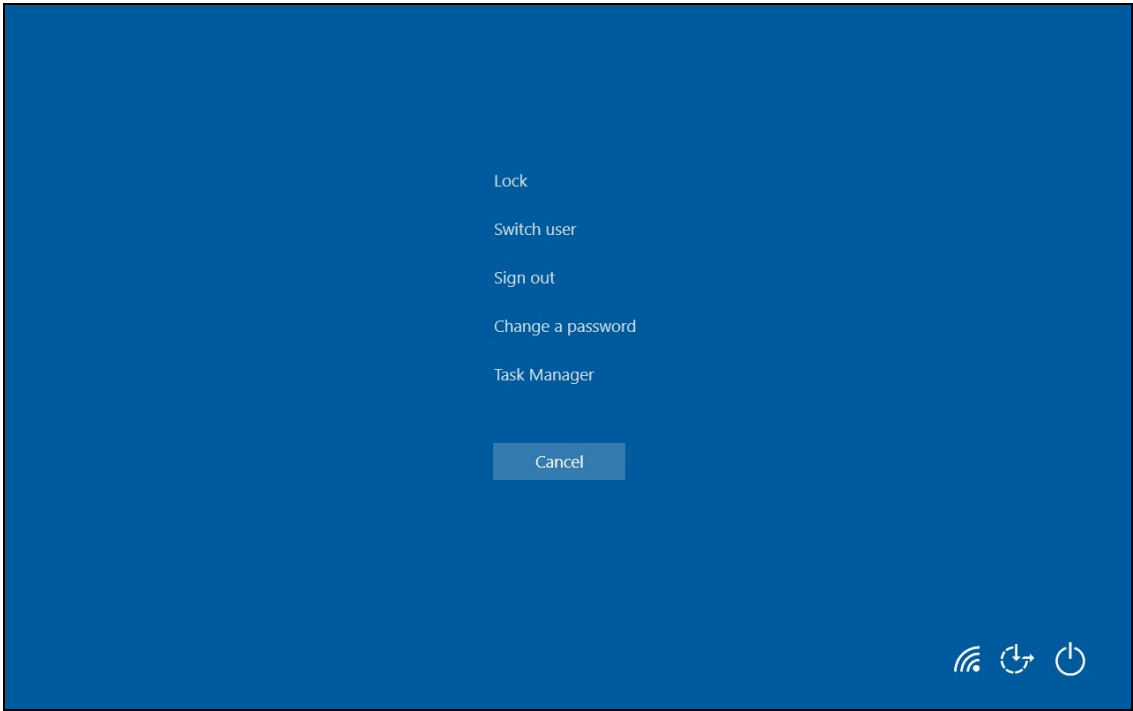 Lock
Switch user
Sign out
Change a password
Task Manager
Cancel